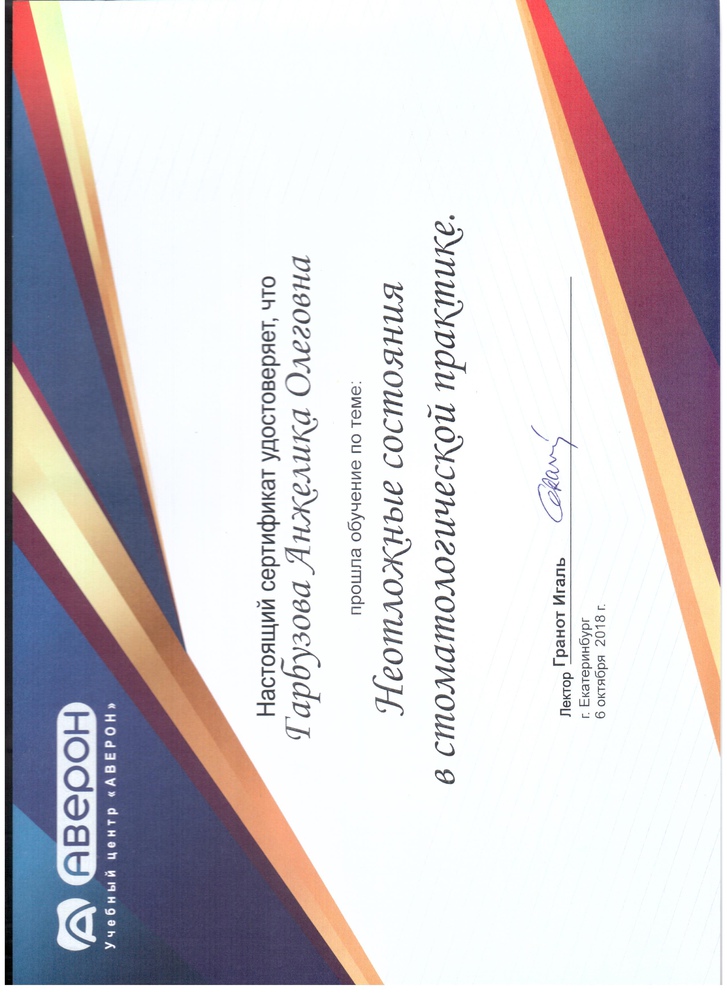 Аверон
Учебный центр «АВЕРОН»
Настоящий сертификат удостоверяет, что
Гарбузова Анжелика Олеговна
прошла обучение по теме:
Неотложные состояния
в стоматологической практике.
Лектор Гранот Игаль
г. Екатеринбург
6 октября 2018 г.